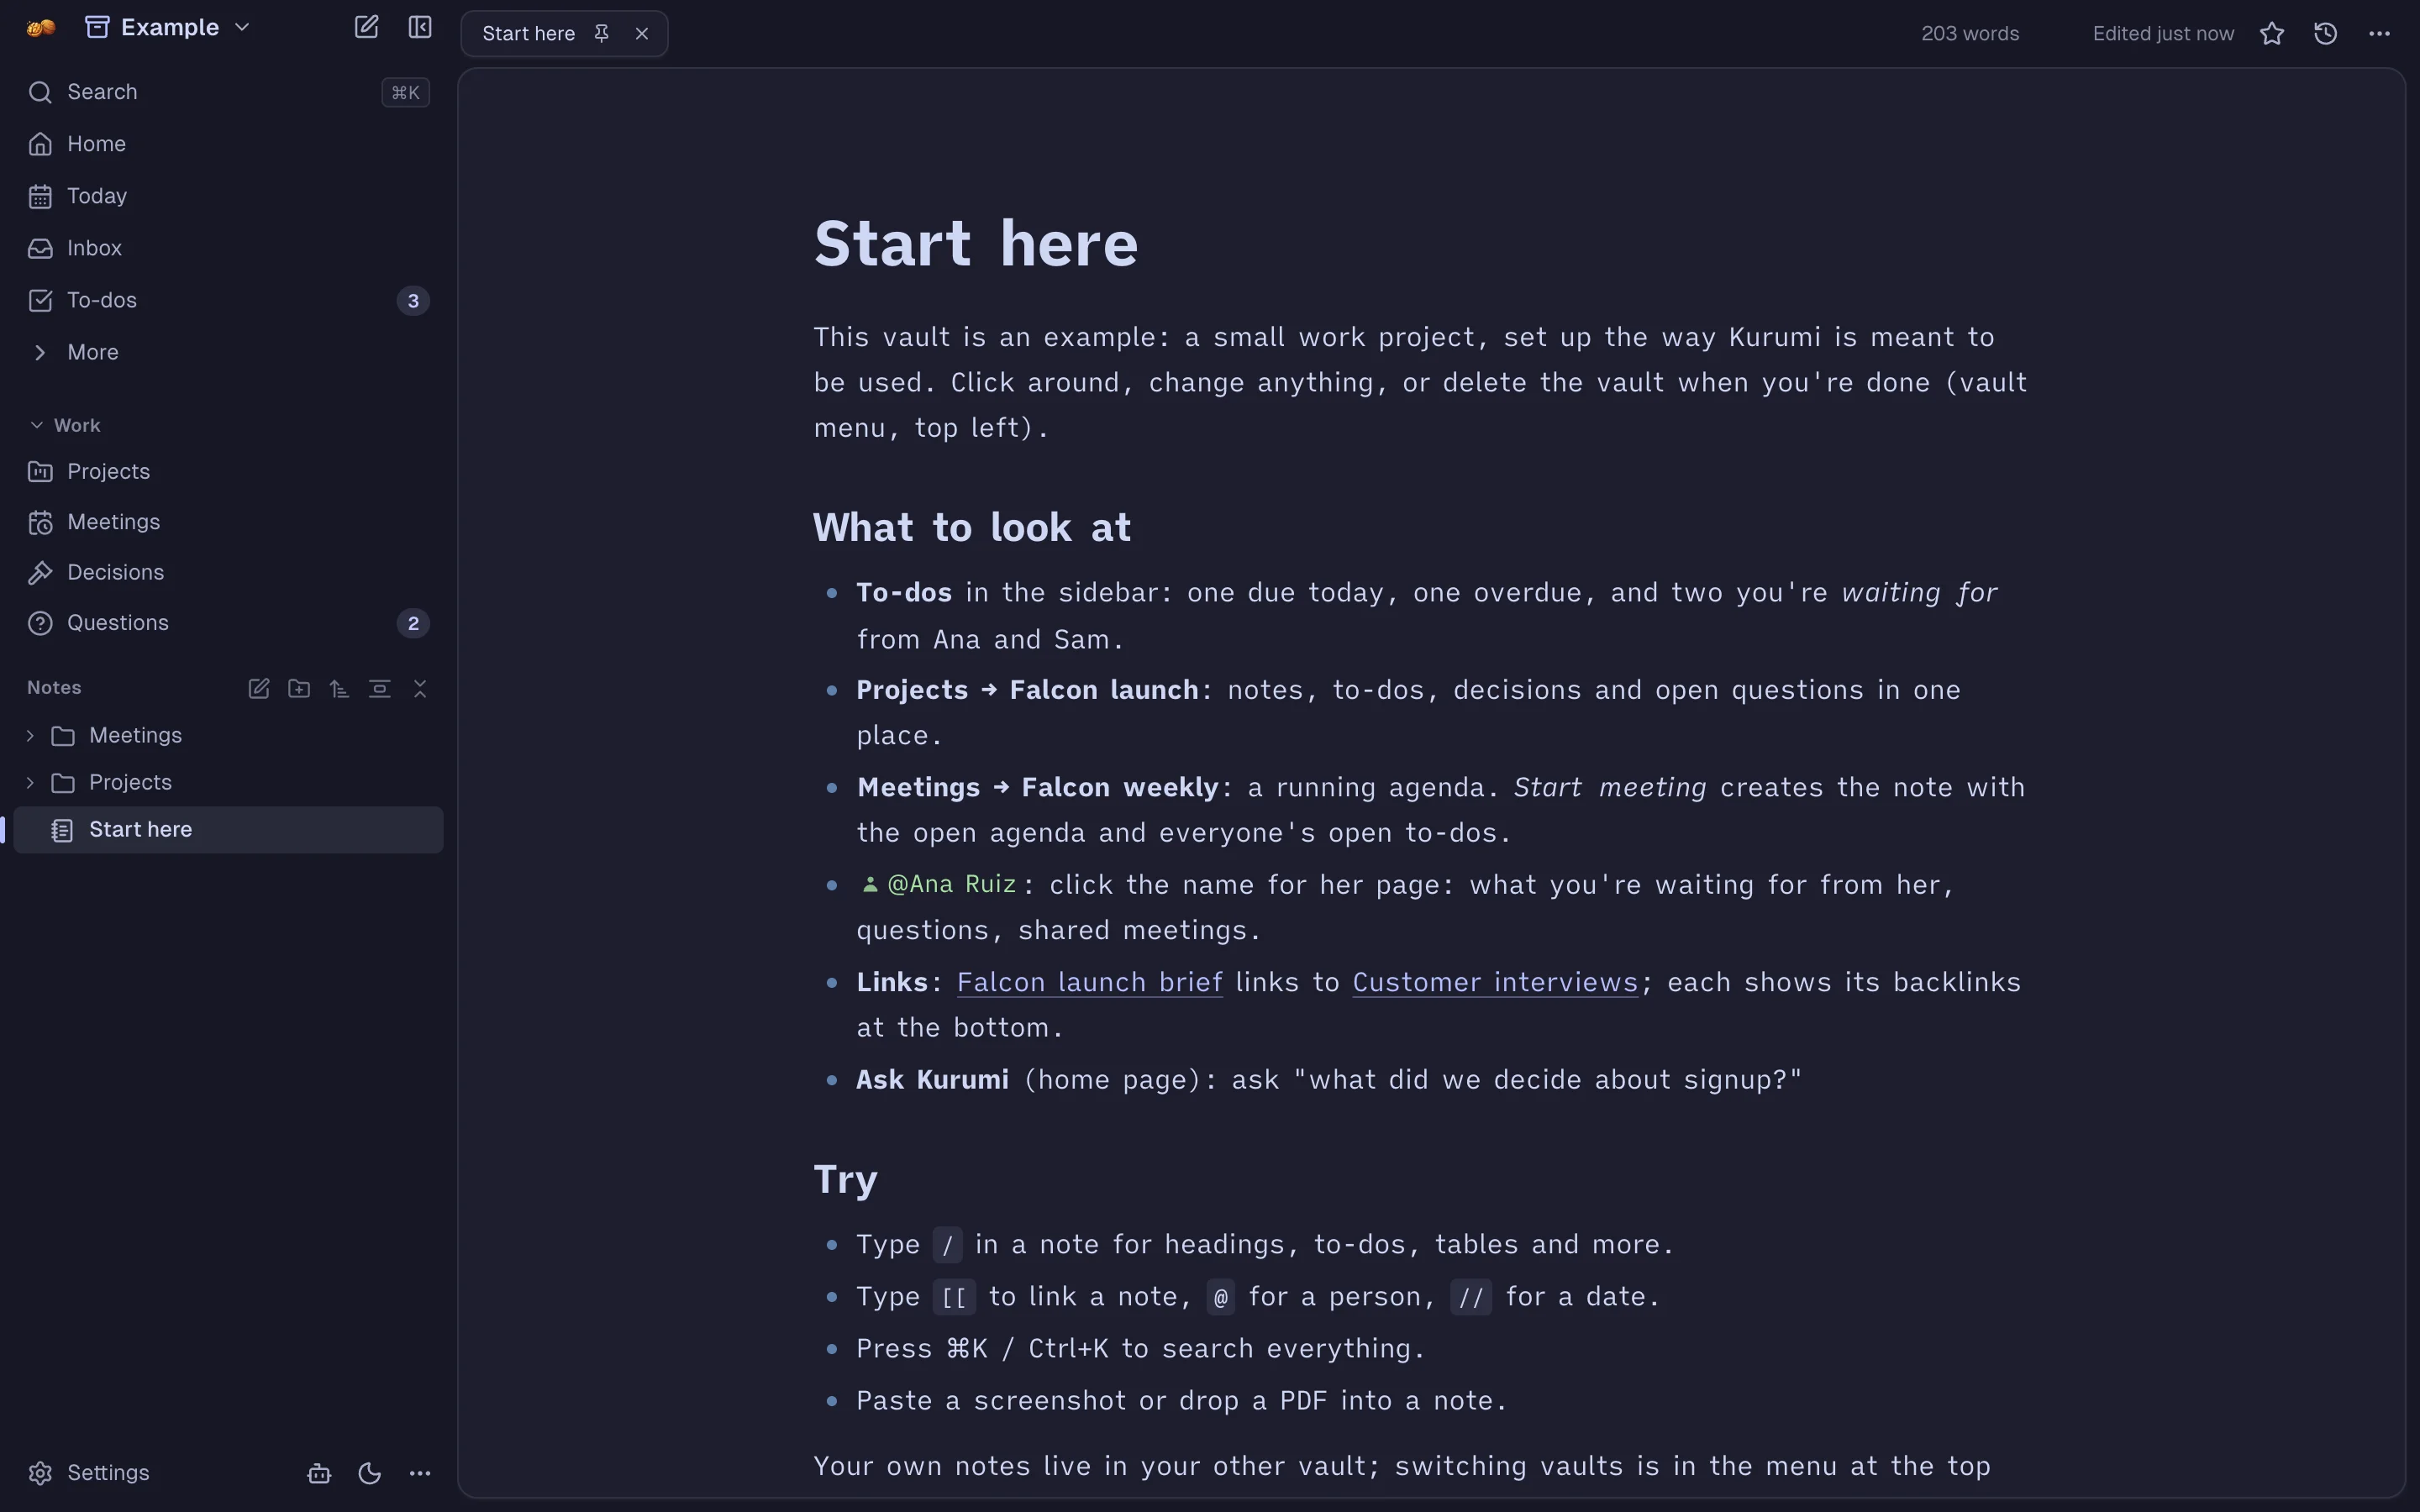 Example
Search ⌘K
Home
Today
Inbox
To-dos 3
More
Work
Projects
Meetings
Decisions
Questions 2
Notes
Meetings
Projects
Start here
Settings
Start here
203 words Edited just now
Start here
This vault is an example: a small work project, set up the way Kurumi is meant to
be used. Click around, change anything, or delete the vault when you're done (vault
menu, top left).
What to look at
To-dos in the sidebar: one due today, one overdue, and two you're waiting for
from Ana and Sam.
Projects → Falcon launch: notes, to-dos, decisions and open questions in one
place.
Meetings → Falcon weekly: a running agenda. Start meeting creates the note with
the open agenda and everyone's open to-dos.
@Ana Ruiz: click the name for her page: what you're waiting for from her,
questions, shared meetings.
Links: Falcon launch brief links to Customer interviews; each shows its backlinks
at the bottom.
Ask Kurumi (home page): ask "what did we decide about signup?"
Try
Type / in a note for headings, to-dos, tables and more.
Type [[ to link a note, @ for a person, // for a date.
Press ⌘K / Ctrl+K to search everything.
Paste a screenshot or drop a PDF into a note.
Your own notes live in your other vault; switching vaults is in the menu at the top